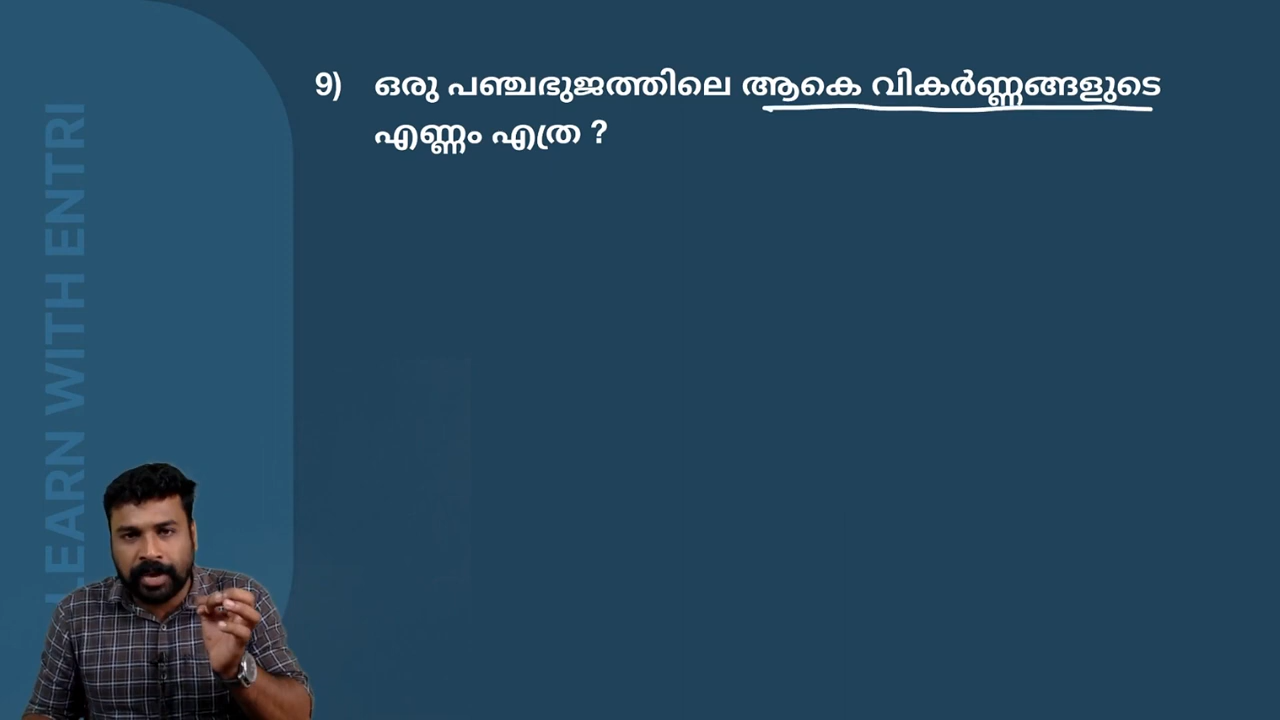 LEARN WITH ENTRI
9) ഒരു പഞ്ചഭുജത്തിലെ ആകെ വികർണ്ണങ്ങളുടെ
എണ്ണം എത്ര ?